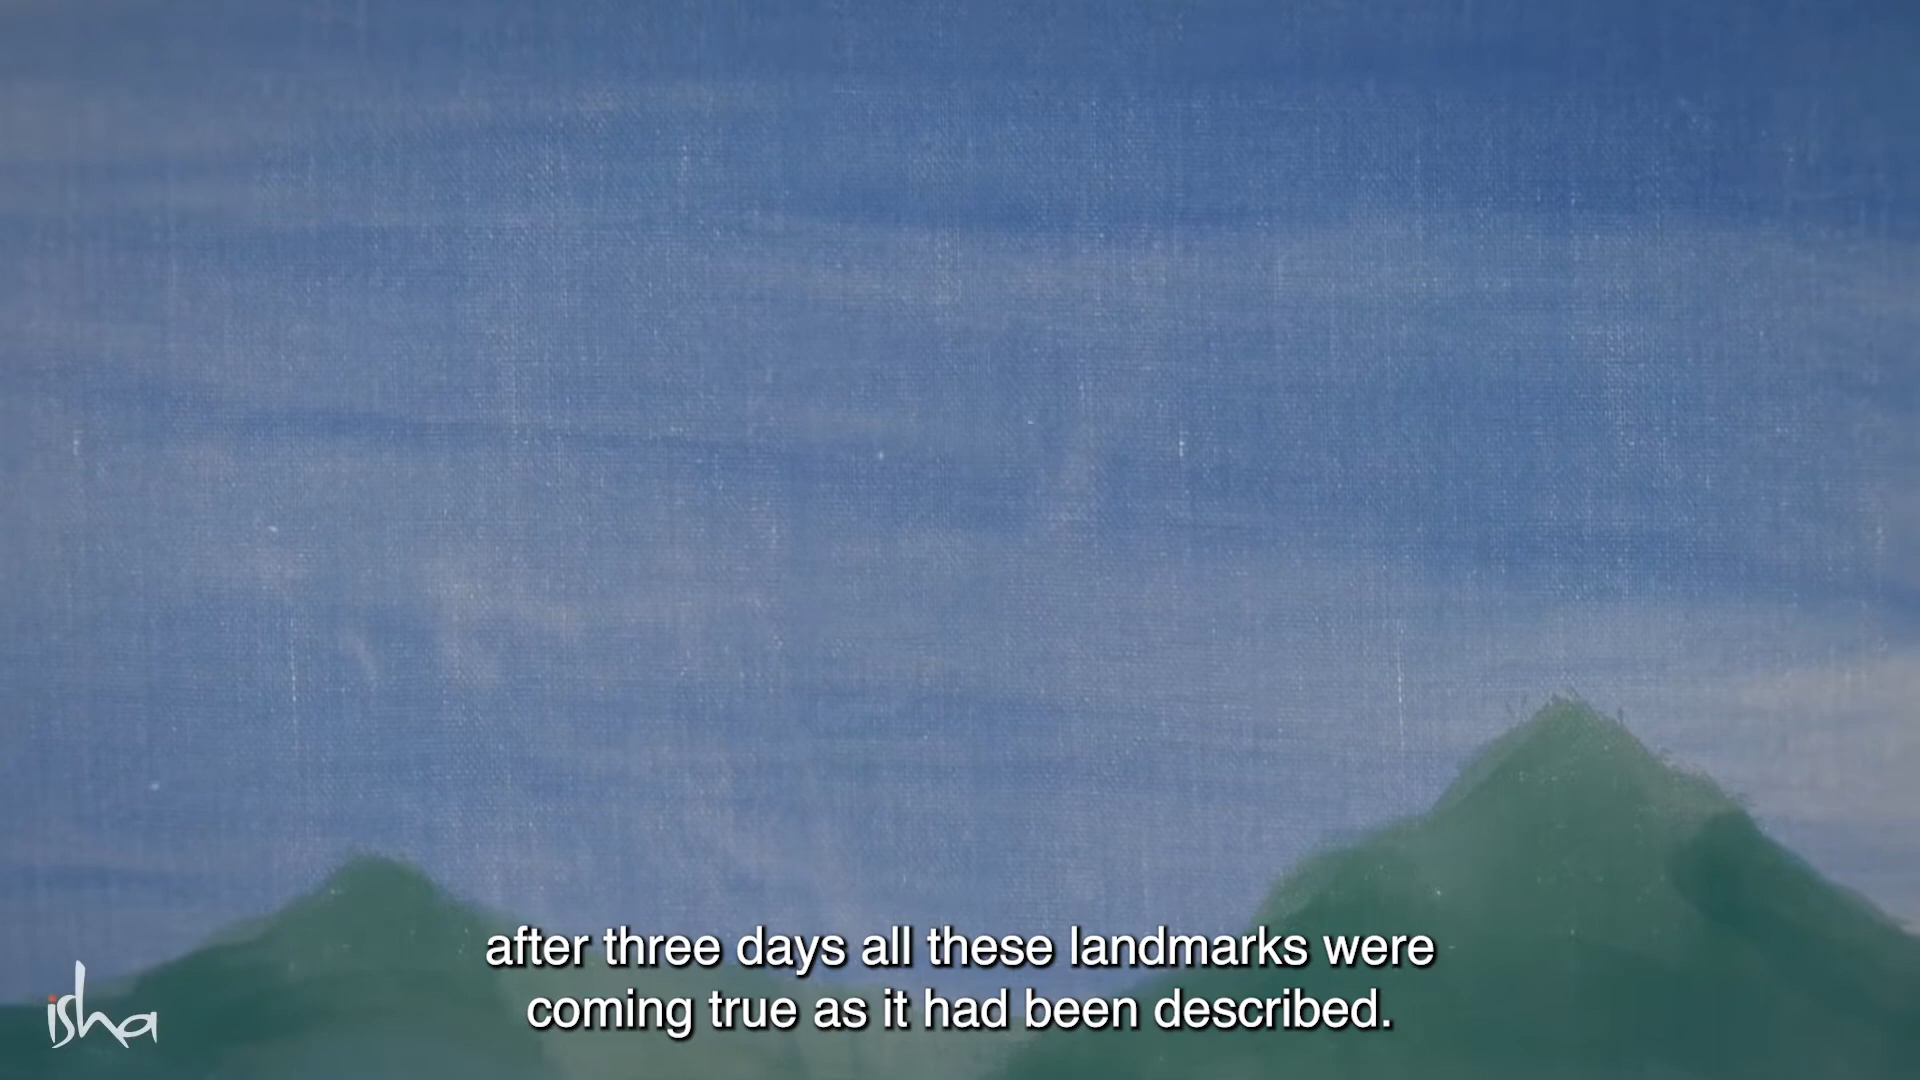 after three days all these landmarks were
coming true as it had been described.
isha